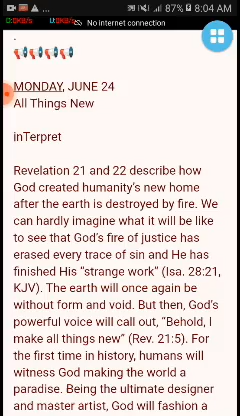 0:0KB/s U:0KB/s No internet connection 87% 8:04 AM
.
MONDAY, JUNE 24
All Things New
inTerpret
Revelation 21 and 22 describe how
God created humanity's new home
after the earth is destroyed by fire. We
can hardly imagine what it will be like
to see that God's fire of justice has
erased every trace of sin and He has
finished His “strange work” (Isa. 28:21,
KJV). The earth will once again be
without form and void. But then, God’s
powerful voice will call out, “Behold, I
make all things new” (Rev. 21:5). For
the first time in history, humans will
witness God making the world a
paradise. Being the ultimate designer
and master artist, God will fashion a